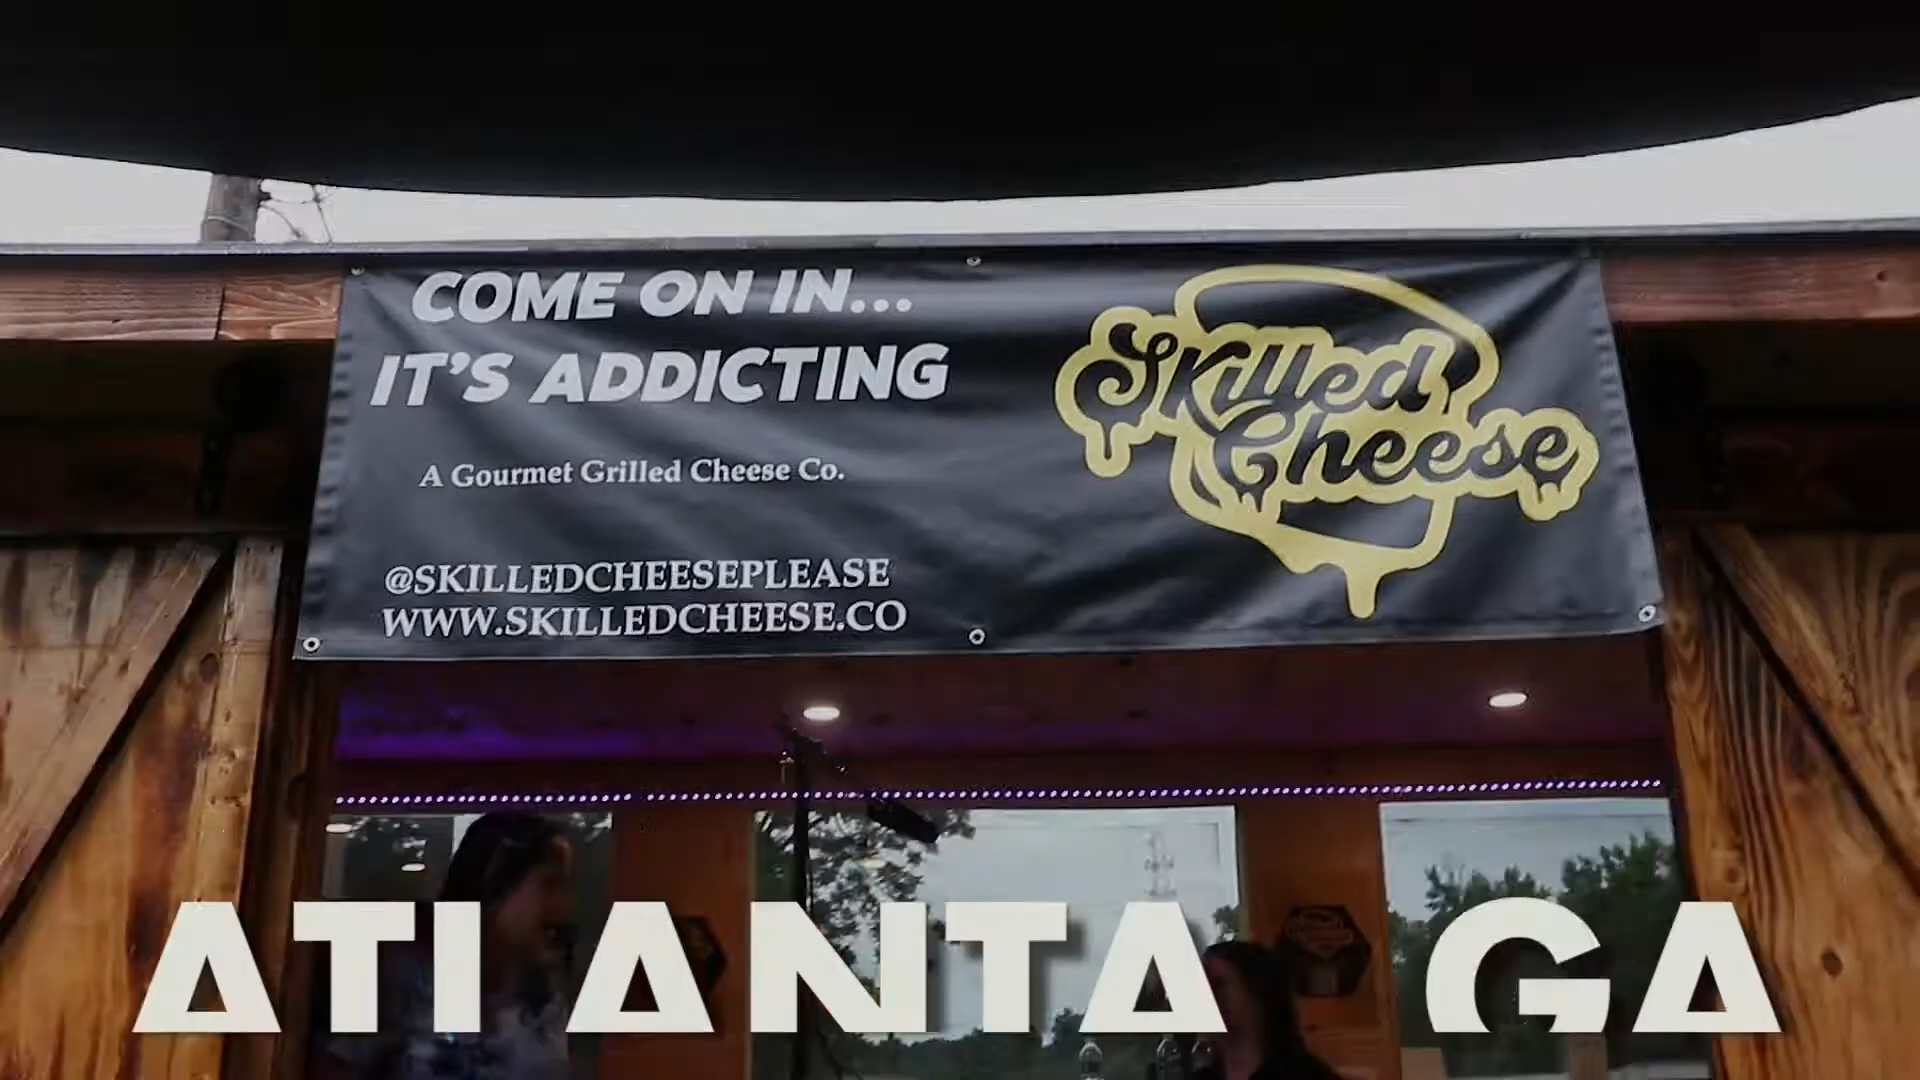 COME ON IN...
IT'S ADDICTING
A Gourmet Grilled Cheese Co.
@SKILLEDCHEESEPLEASE
WWW.SKILLEDCHEESE.CO
Skilled
Cheese
ATLANTA GA